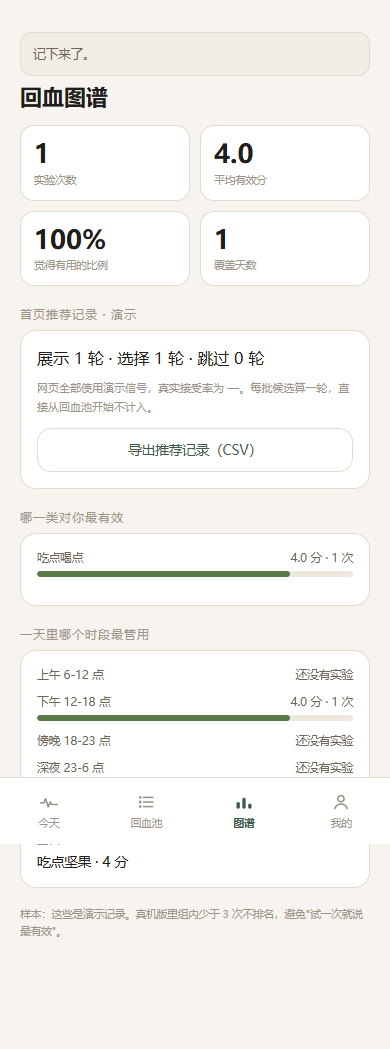 记下来了。
回血图谱
1
实验次数
4.0
平均有效分
100%
觉得有用的比例
1
覆盖天数
首页推荐记录 · 演示
展示 1 轮 · 选择 1 轮 · 跳过 0 轮
网页全部使用演示信号，真实接受率为 —。每批候选算一轮，直
接从回血池开始不计入。
导出推荐记录（CSV）
哪一类对你最有效
吃点喝点 4.0 分 · 1 次
一天里哪个时段最管用
上午 6-12 点 还没有实验
下午 12-18 点 4.0 分 · 1 次
傍晚 18-23 点 还没有实验
深夜 23-6 点 还没有实验
今天
回血池
图谱
我的
吃点坚果 · 4 分
样本：这些是演示记录。真机版里组内少于 3 次不排名，避免"试一次就说
最有效"。